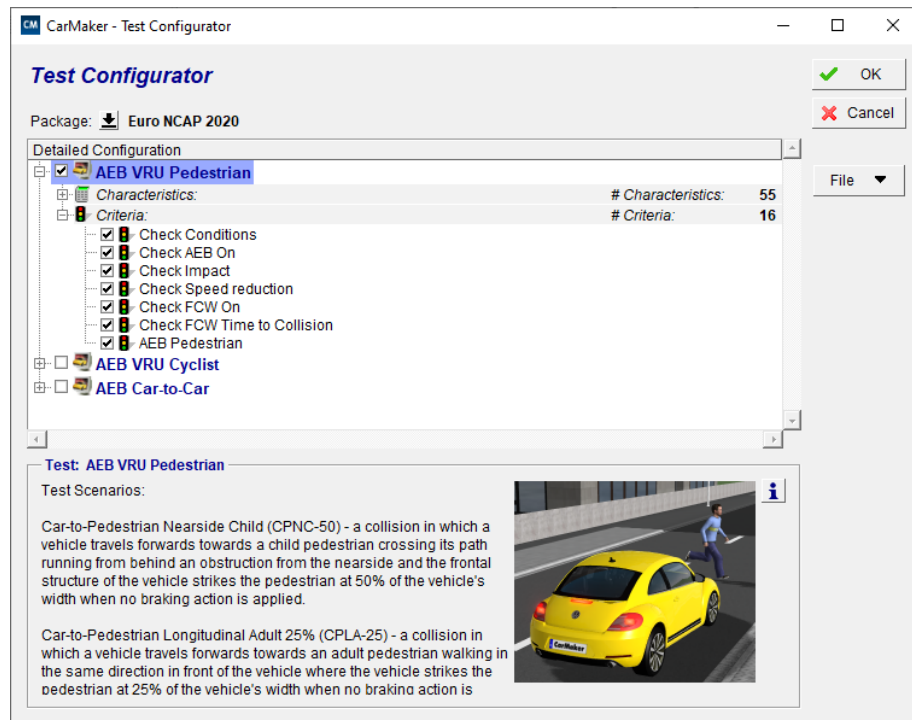 CM CarMaker - Test Configurator
Test Configurator
OK
Cancel
Package: Euro NCAP 2020
File
Detailed Configuration
AEB VRU Pedestrian
Characteristics: # Characteristics: 55
Criteria: # Criteria: 16
Check Conditions
Check AEB On
Check Impact
Check Speed reduction
Check FCW On
Check FCW Time to Collision
AEB Pedestrian
AEB VRU Cyclist
AEB Car-to-Car
Test: AEB VRU Pedestrian
Test Scenarios:
Car-to-Pedestrian Nearside Child (CPNC-50) - a collision in which a
vehicle travels forwards towards a child pedestrian crossing its path
running from behind an obstruction from the nearside and the frontal
structure of the vehicle strikes the pedestrian at 50% of the vehicle's
width when no braking action is applied.
Car-to-Pedestrian Longitudinal Adult 25% (CPLA-25) - a collision in
which a vehicle travels forwards towards an adult pedestrian walking in
the same direction in front of the vehicle where the vehicle strikes the
pedestrian at 25% of the vehicle's width when no braking action is
i
CarMaker